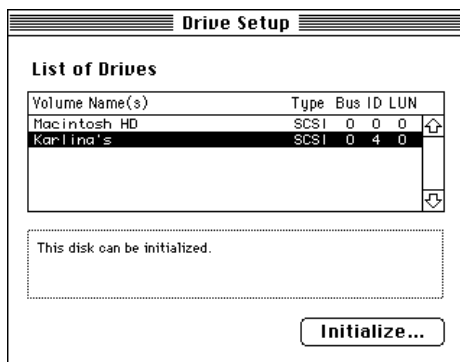 Drive Setup
List of Drives
Volume Name(s) Type Bus ID LUN
Macintosh HD SCSI 0 0 0
Karlina's SCSI 0 4 0
This disk can be initialized.
Initialize...